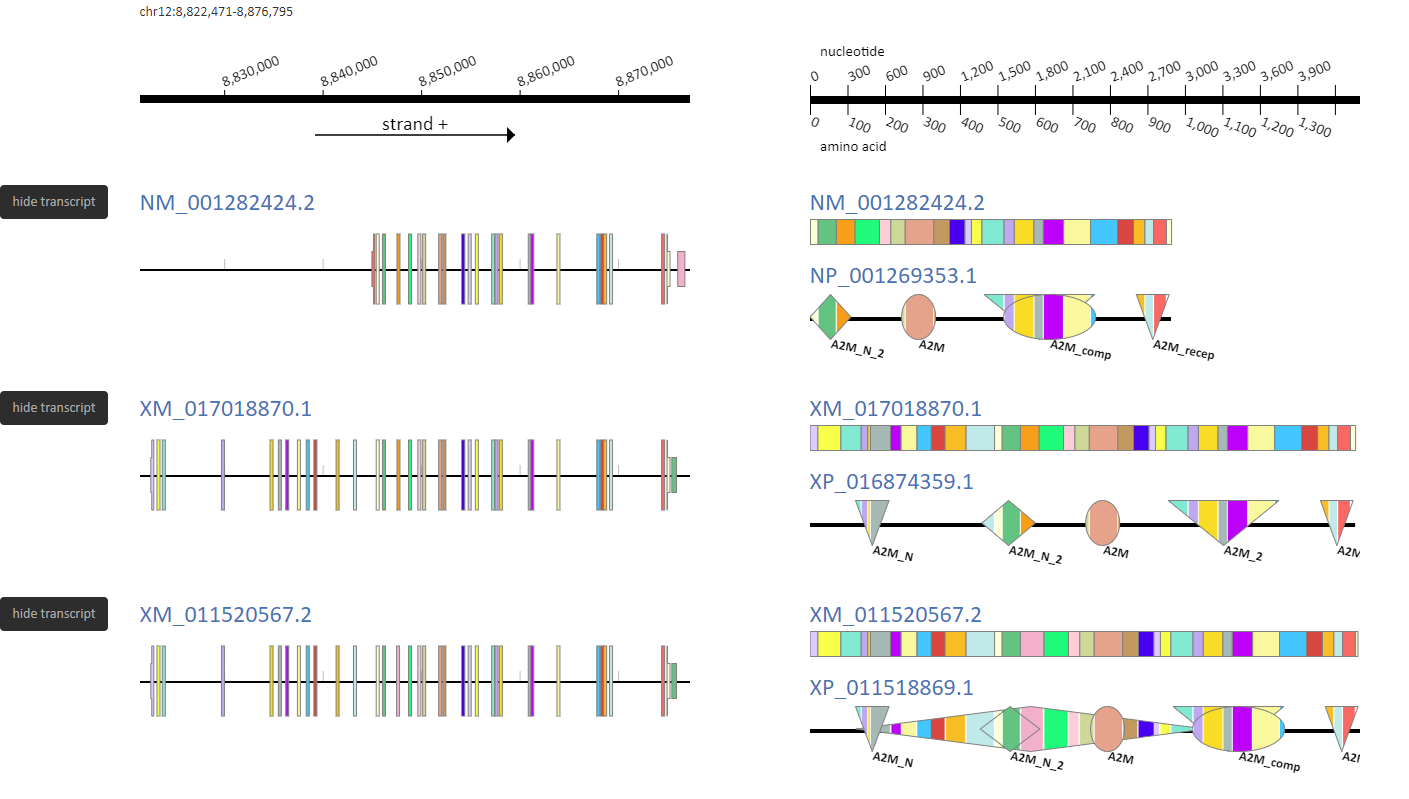 chr12:8,822,471-8,876,795
8,830,000 8,840,000 8,850,000 8,860,000 8,870,000
strand +
nucleotide
0 300 600 900 1,200 1,500 1,800 2,100 2,400 2,700 3,000 3,300 3,600 3,900
0 100 200 300 400 500 600 700 800 900 1,000 1,100 1,200 1,300
amino acid
hide transcript
NM_001282424.2
NM_001282424.2
NP_001269353.1
A2M_N_2 A2M A2M_comp A2M_recep
hide transcript
XM_017018870.1
XM_017018870.1
XP_016874359.1
A2M_N A2M_N_2 A2M A2M_2 A2M
hide transcript
XM_011520567.2
XM_011520567.2
XP_011518869.1
A2M_N A2M_N_2 A2M A2M_comp